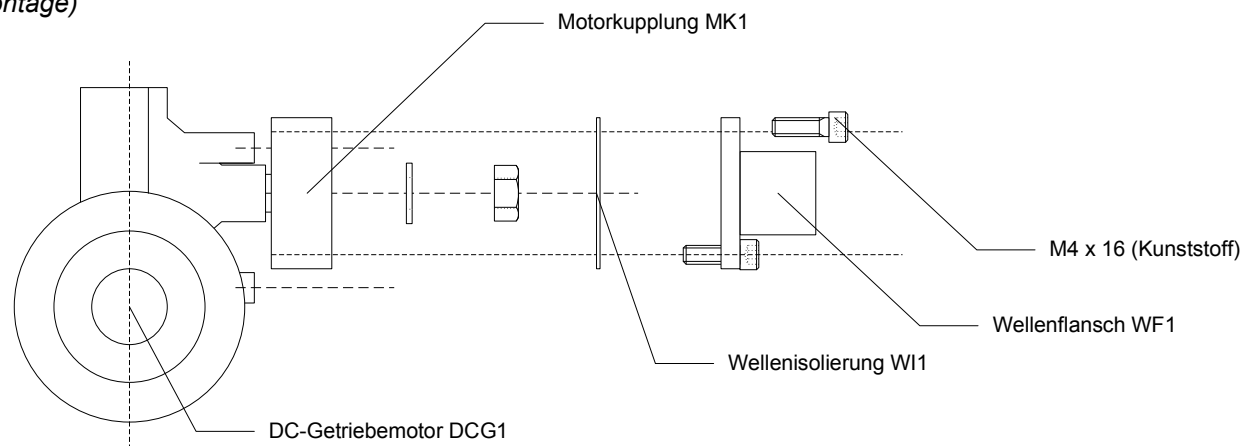 ontage)
Motorkupplung MK1
M4 x 16 (Kunststoff)
Wellenflansch WF1
Wellenisolierung WI1
DC-Getriebemotor DCG1